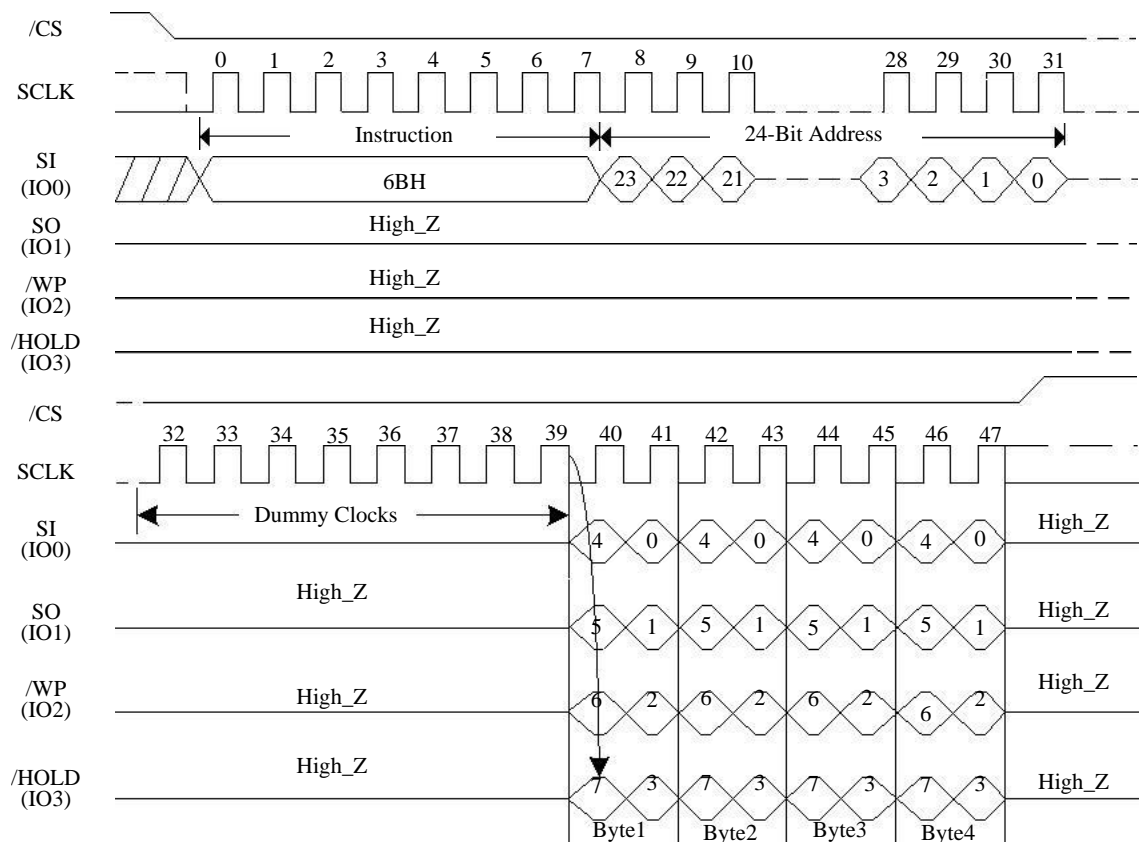 /CS
0 1 2 3 4 5 6 7 8 9 10 28 29 30 31
SCLK
Instruction 24-Bit Address
SI
(IO0)
6BH 23 22 21 3 2 1 0
SO
(IO1)
High_Z
/WP
(IO2)
High_Z
/HOLD
(IO3)
High_Z
/CS
32 33 34 35 36 37 38 39 40 41 42 43 44 45 46 47
SCLK
Dummy Clocks
SI
(IO0)
4 0 4 0 4 0 4 0 High_Z
SO
(IO1)
High_Z 5 1 5 1 5 1 5 1 High_Z
/WP
(IO2)
High_Z 6 2 6 2 6 2 6 2 High_Z
/HOLD
(IO3)
High_Z 7 3 7 3 7 3 7 3 High_Z
Byte1 Byte2 Byte3 Byte4